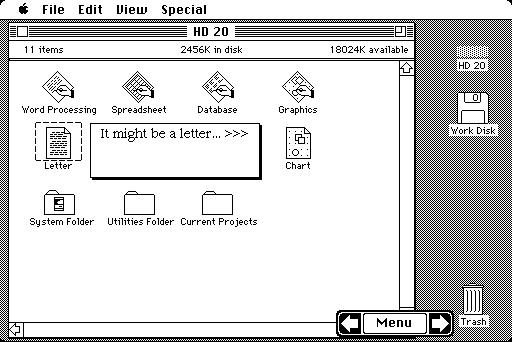 File Edit View Special
HD 20
11 items 2456K in disk 18024K available
Word Processing Spreadsheet Database Graphics
It might be a letter... >>>
Letter Chart
System Folder Utilities Folder Current Projects
HD 20
Work Disk
Trash
Menu